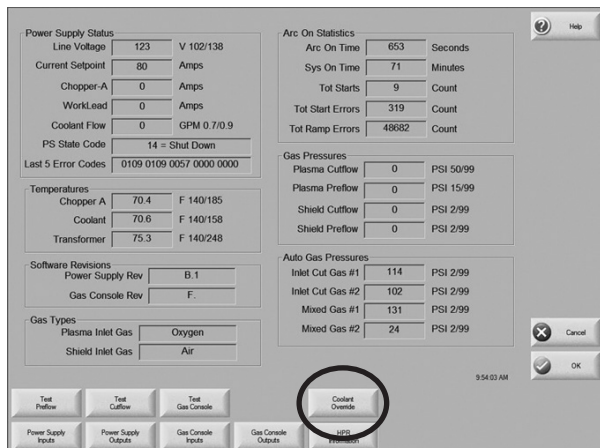 Power Supply Status
Line Voltage 123 V 102/138
Current Setpoint 80 Amps
Chopper-A 0 Amps
WorkLead 0 Amps
Coolant Flow 0 GPM 0.7/0.9
PS State Code 14 = Shut Down
Last 5 Error Codes 0109 0109 0057 0000 0000
Temperatures
Chopper A 70.4 F 140/185
Coolant 70.6 F 140/158
Transformer 75.3 F 140/248
Software Revisions
Power Supply Rev B.1
Gas Console Rev F.
Gas Types
Plasma Inlet Gas Oxygen
Shield Inlet Gas Air
Arc On Statistics
Arc On Time 653 Seconds
Sys On Time 71 Minutes
Tot Starts 9 Count
Tot Start Errors 319 Count
Tot Ramp Errors 48682 Count
Gas Pressures
Plasma Cutflow 0 PSI 50/99
Plasma Preflow 0 PSI 15/99
Shield Cutflow 0 PSI 2/99
Shield Preflow 0 PSI 2/99
Auto Gas Pressures
Inlet Cut Gas #1 114 PSI 2/99
Inlet Cut Gas #2 102 PSI 2/99
Mixed Gas #1 131 PSI 2/99
Mixed Gas #2 24 PSI 2/99
Help
Cancel
OK
9:54:03 AM
Test Preflow
Test Cutflow
Test Gas Console
Coolant Override
Power Supply Inputs
Power Supply Outputs
Gas Console Inputs
Gas Console Outputs
HPR Information